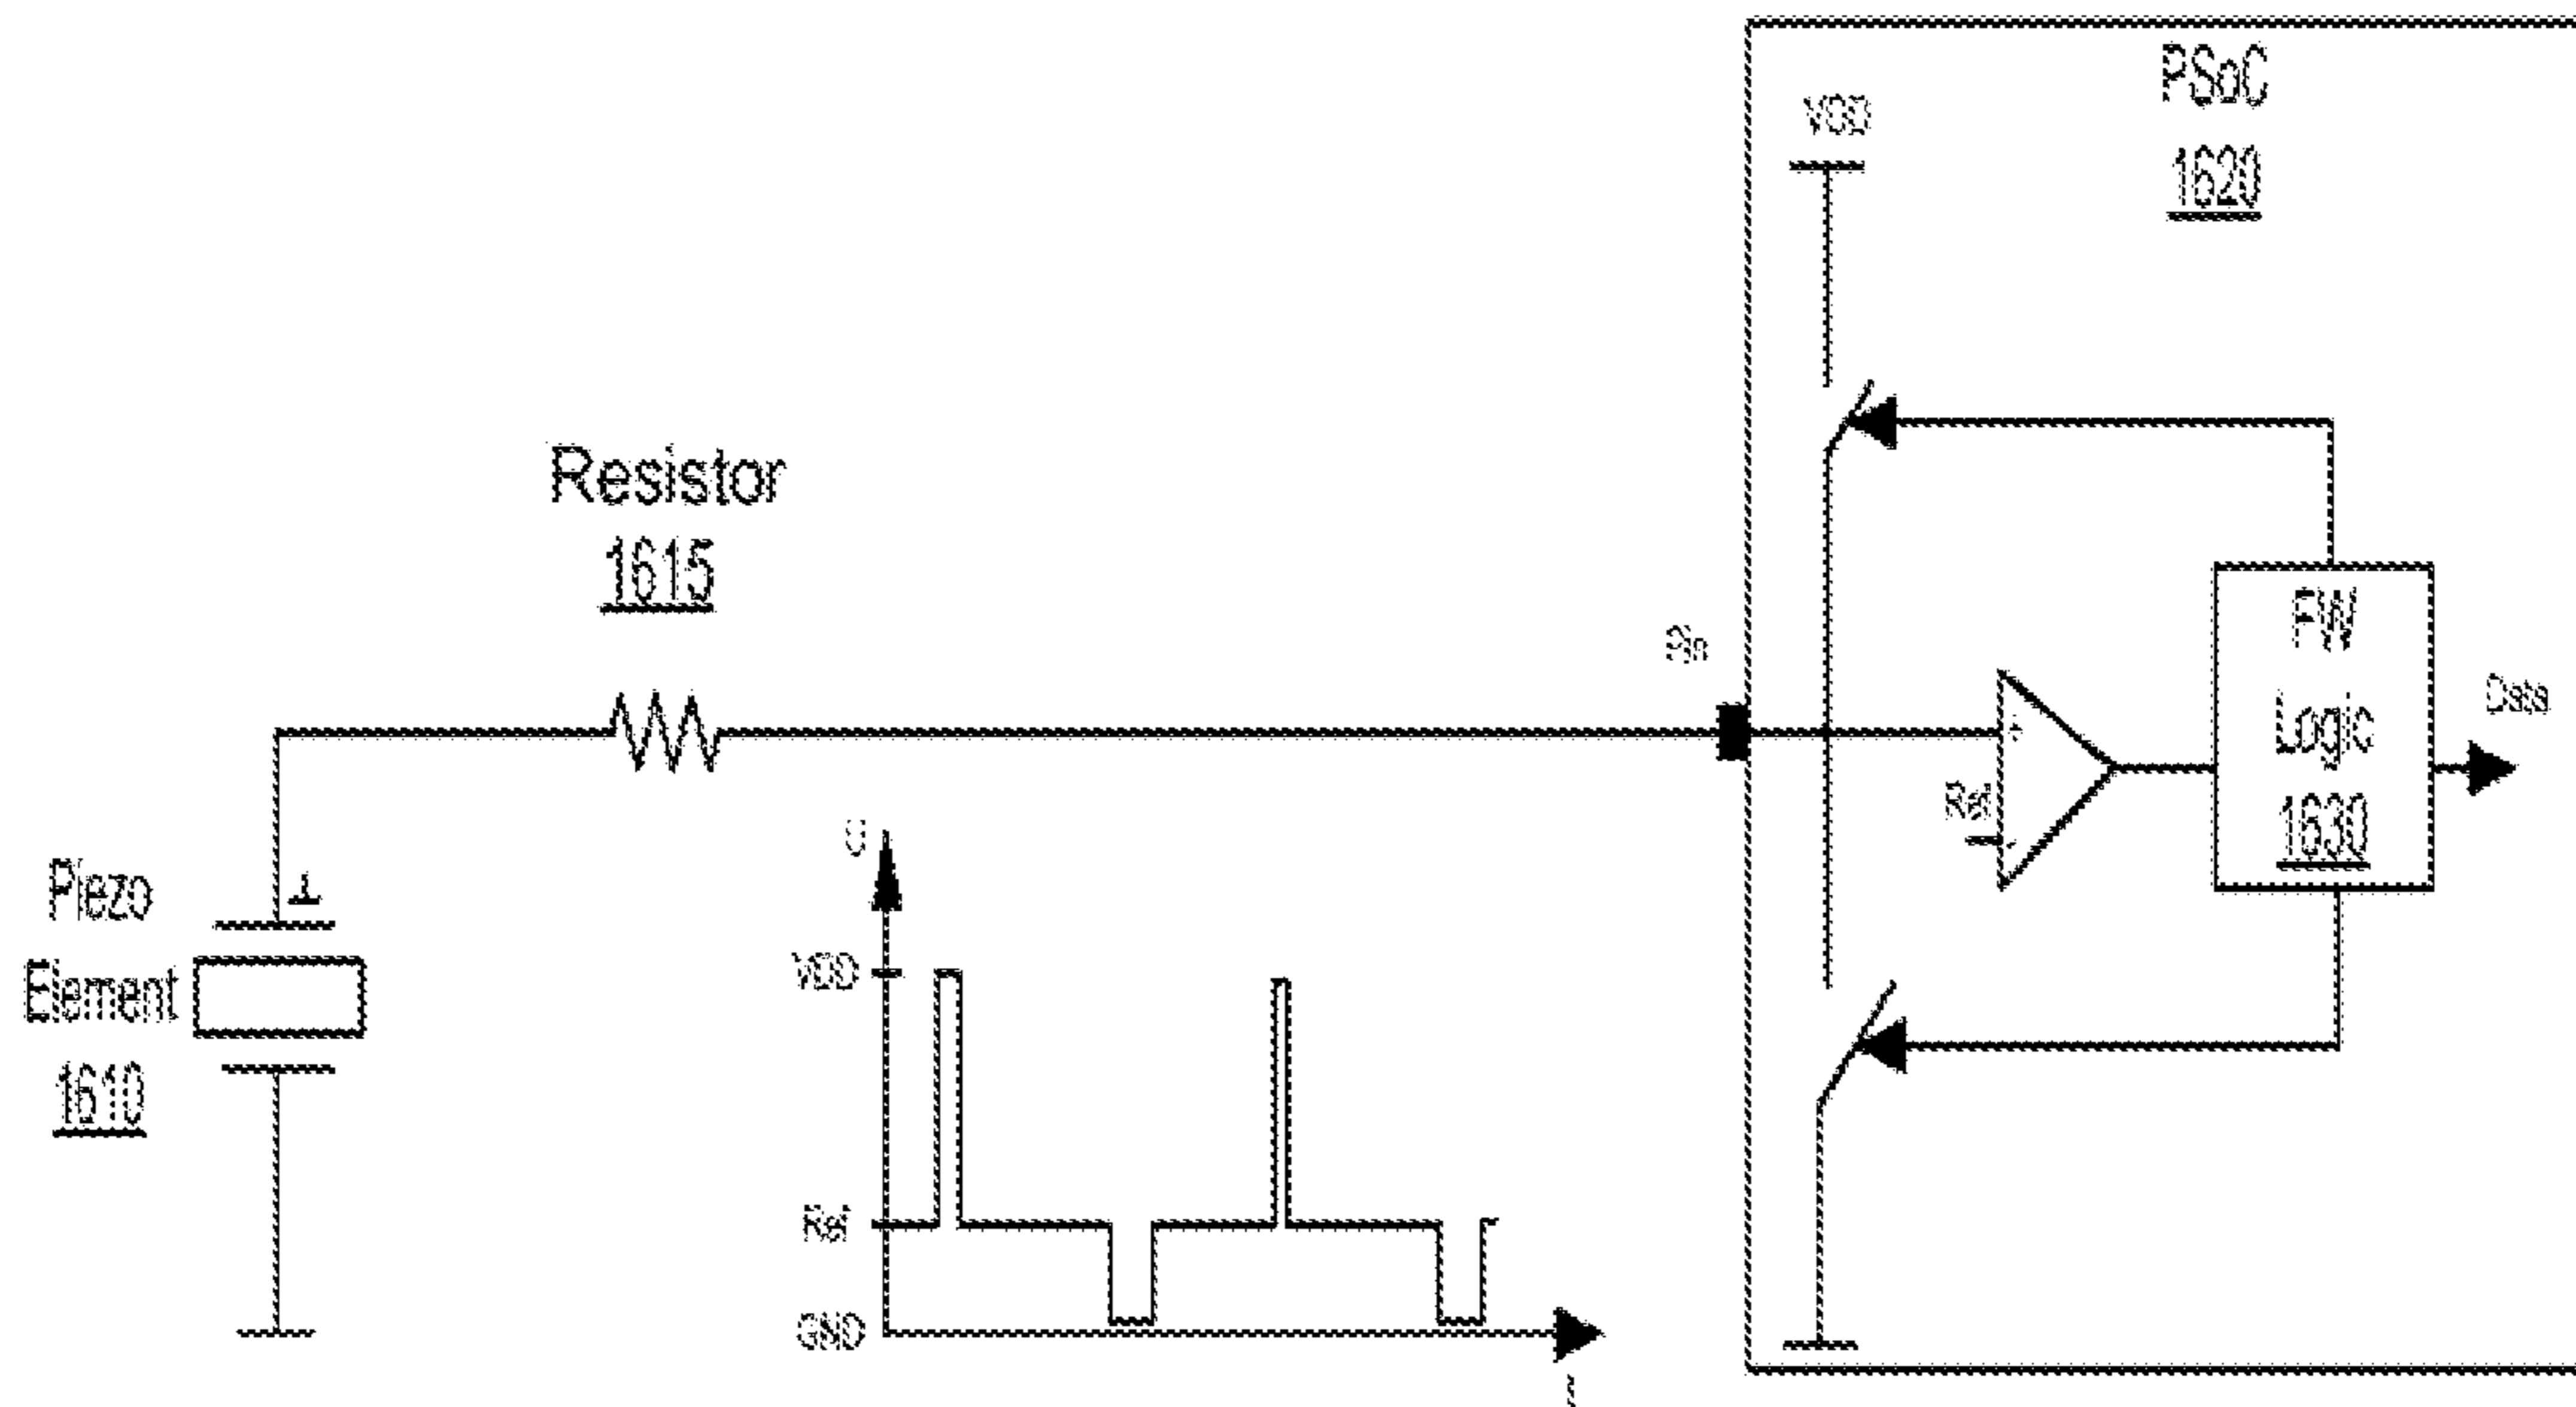 PSoC
1620
VDD
Resistor
1615
Pin
FW
Logic
1630
Data
+
Ref
-
Piezo
Element
1610
+
U
VDD
Ref
GND
t